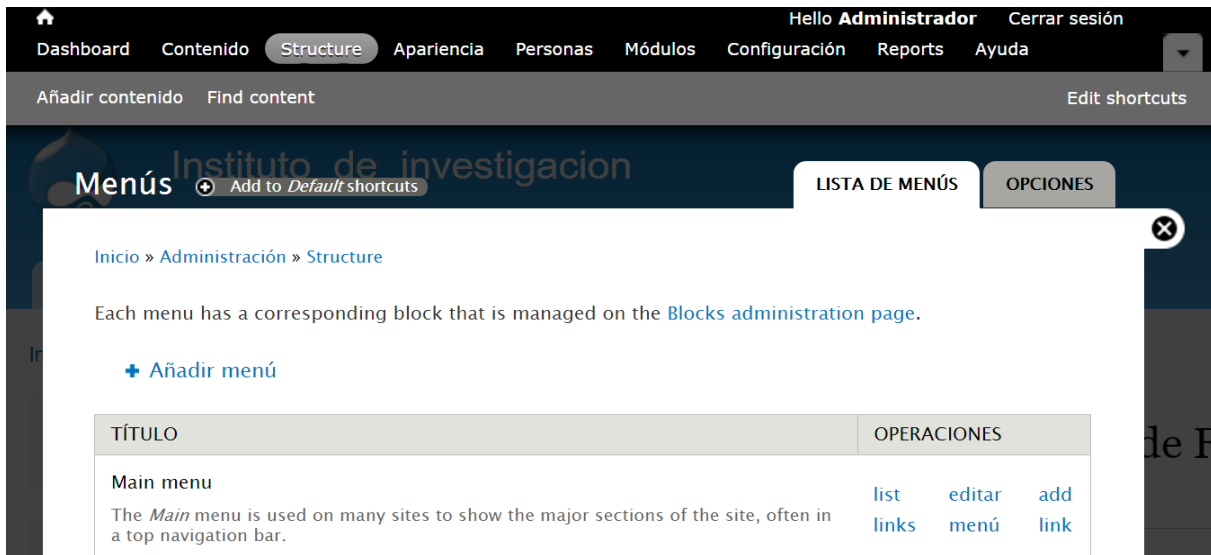 Hello Administrador Cerrar sesión
Dashboard Contenido Structure Apariencia Personas Módulos Configuración Reports Ayuda
Añadir contenido Find content Edit shortcuts
Instituto de investigacion
Menús Add to Default shortcuts LISTA DE MENÚS OPCIONES
Inicio » Administración » Structure
Each menu has a corresponding block that is managed on the Blocks administration page.
Añadir menú
TÍTULO OPERACIONES
Main menu
The Main menu is used on many sites to show the major sections of the site, often in
a top navigation bar.
list editar add
links menú link
de